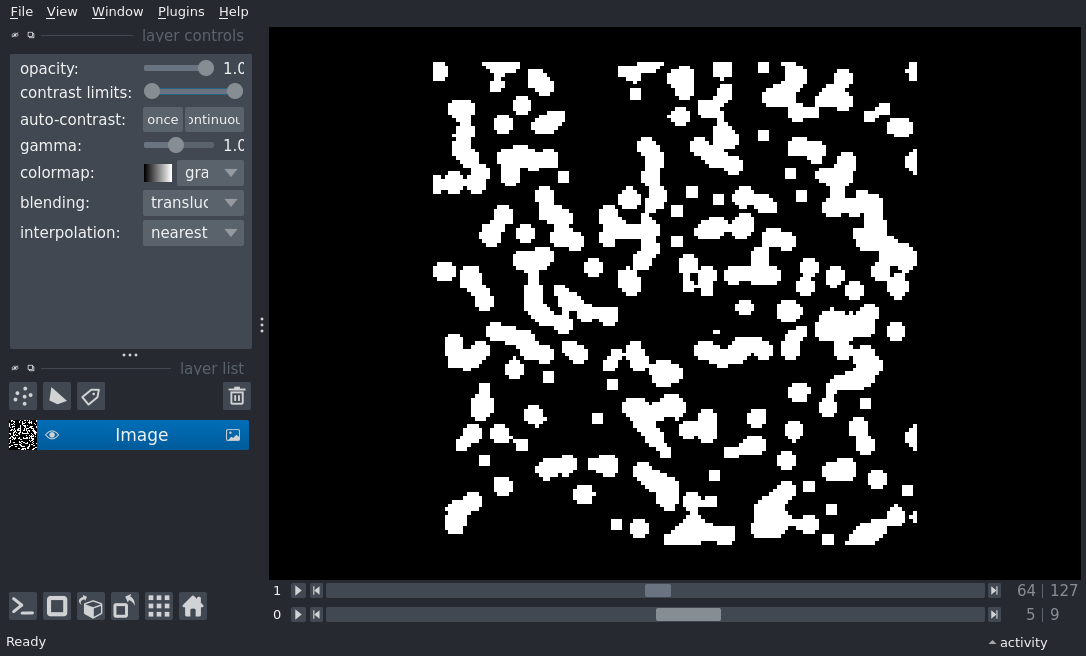 File View Window Plugins Help
layer controls
opacity: 1.0
contrast limits:
auto-contrast: once ontinuou
gamma: 1.0
colormap: gra
blending: transluc
interpolation: nearest
layer list
Image
1 64 | 127
0 5 | 9
Ready activity